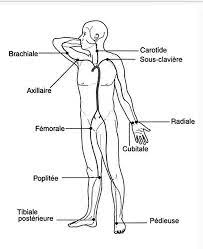 Brachiale
Carotide
Sous-clavière
Axillaire
Fémorale
Radiale
Cubitale
Poplitée
Tibiale
postérieure
Pédieuse